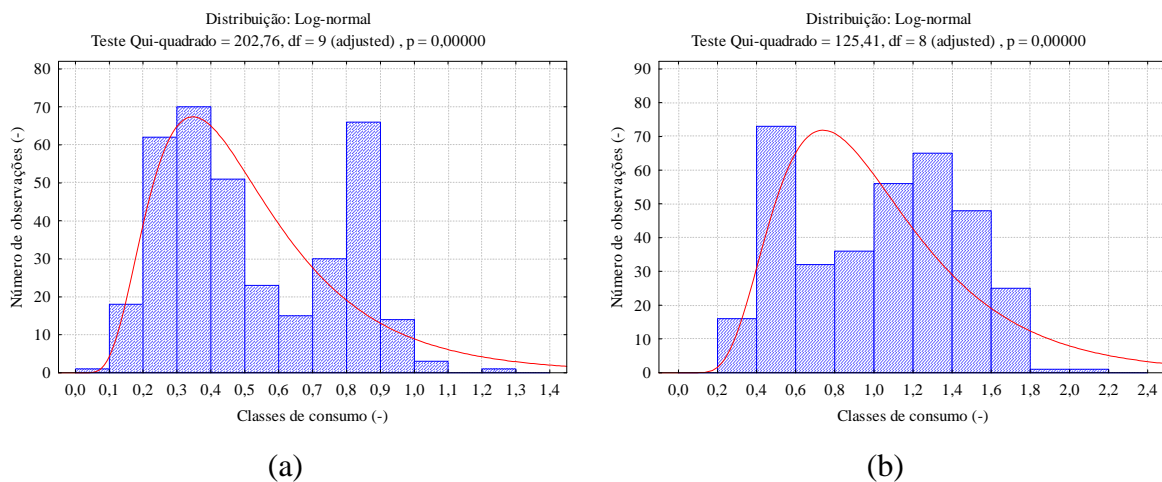 Distribuição: Log-normal
Teste Qui-quadrado = 202,76, df = 9 (adjusted) , p = 0,00000
80
70
60
50
40
30
20
10
0
Número de observações (-)
0,0 0,1 0,2 0,3 0,4 0,5 0,6 0,7 0,8 0,9 1,0 1,1 1,2 1,3 1,4
Classes de consumo (-)
(a)
Distribuição: Log-normal
Teste Qui-quadrado = 125,41, df = 8 (adjusted) , p = 0,00000
90
80
70
60
50
40
30
20
10
0
Número de observações (-)
0,0 0,2 0,4 0,6 0,8 1,0 1,2 1,4 1,6 1,8 2,0 2,2 2,4
Classes de consumo (-)
(b)